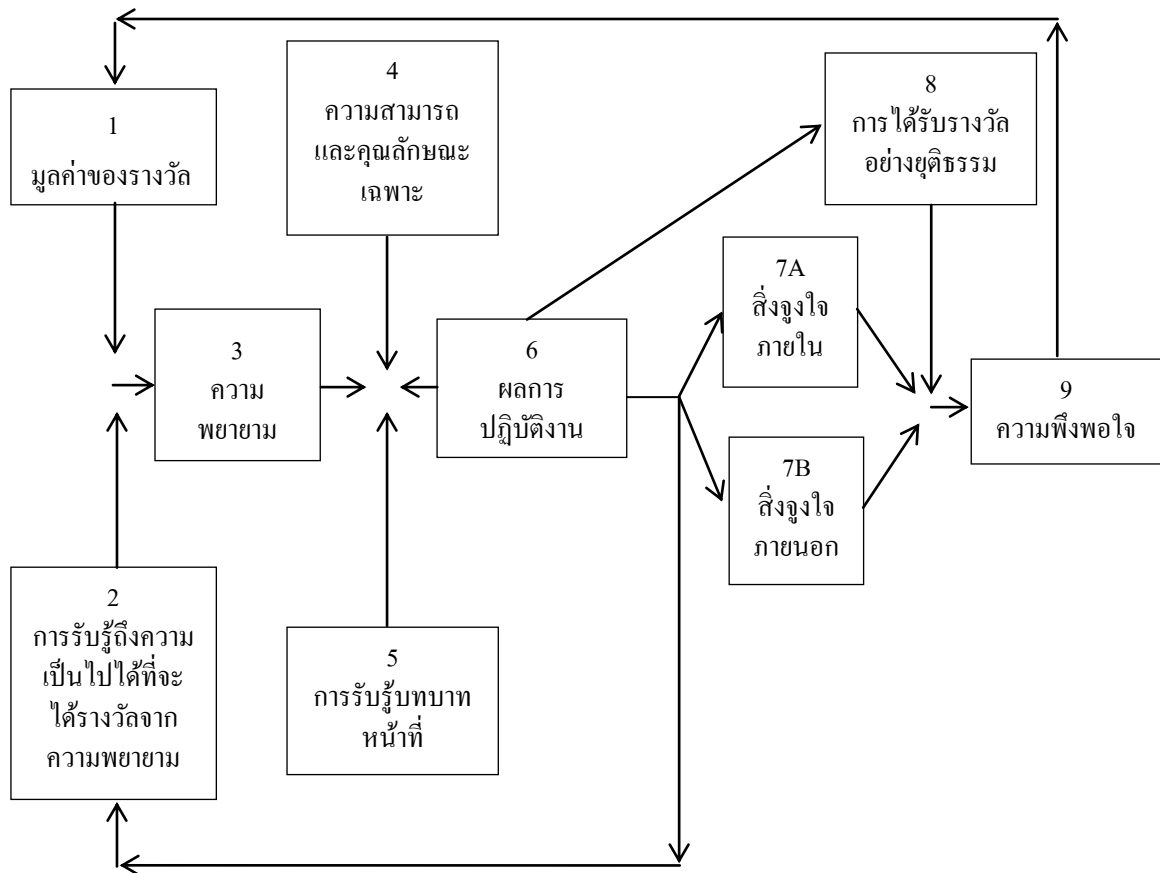 1
มูลค่าของรางวัล
2
การรับรู้ถึงความ
เป็นไปได้ที่จะ
ได้รางวัลจาก
ความพยายาม
3
ความ
พยายาม
4
ความสามารถ
และคุณลักษณะ
เฉพาะ
5
การรับรู้บทบาท
หน้าที่
6
ผลการ
ปฏิบัติงาน
7A
สิ่งจูงใจ
ภายใน
7B
สิ่งจูงใจ
ภายนอก
8
การได้รับรางวัล
อย่างยุติธรรม
9
ความพึงพอใจ